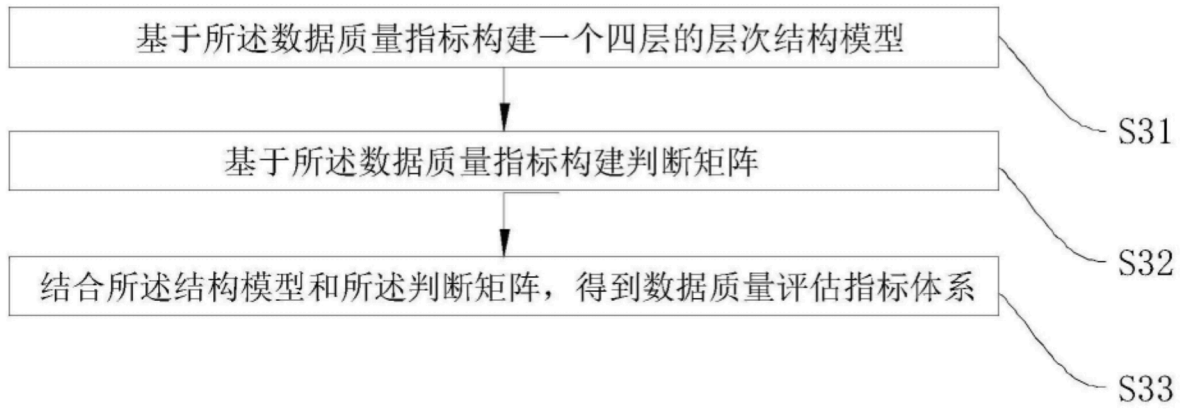 基于所述数据质量指标构建一个四层的层次结构模型
S31
基于所述数据质量指标构建判断矩阵
S32
结合所述结构模型和所述判断矩阵，得到数据质量评估指标体系
S33